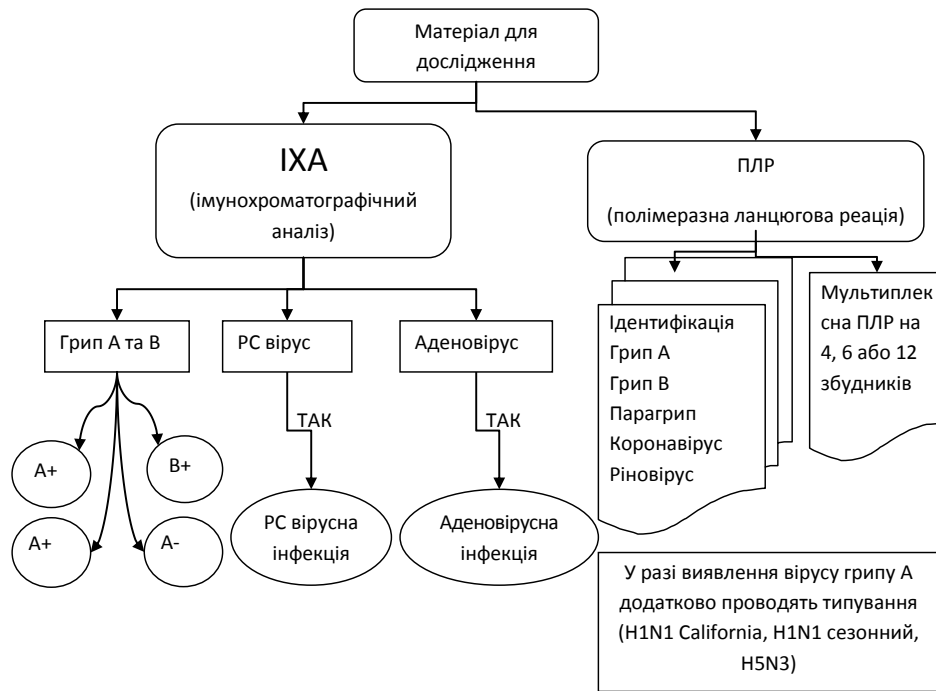 Матеріал для
дослідження
ІХА
(імунохроматографічний
аналіз)
ПЛР
(полімеразна ланцюгова реація)
Грип А та В
РС вірус
Аденовірус
ТАК
ТАК
А+
В+
А+
А-
РС вірусна
інфекція
Аденовірусна
інфекція
Ідентифікація
Грип А
Грип В
Парагрип
Коронавірус
Ріновірус
Мультиплек
сна ПЛР на
4, 6 або 12
збудників
У разі виявлення вірусу грипу А
додатково проводять типування
(H1N1 California, H1N1 сезонний,
H5N3)